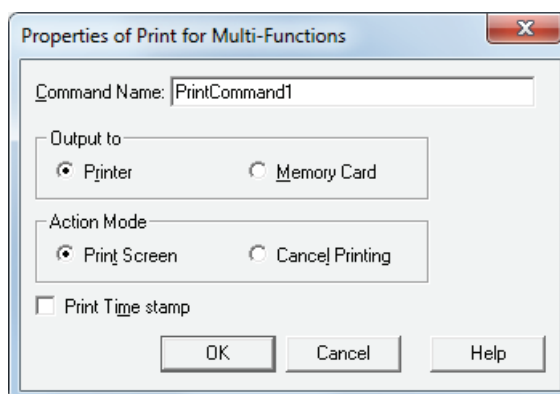 Properties of Print for Multi-Functions
Command Name: PrintCommand1
Output to
Printer Memory Card
Action Mode
Print Screen Cancel Printing
Print Time stamp
OK Cancel Help